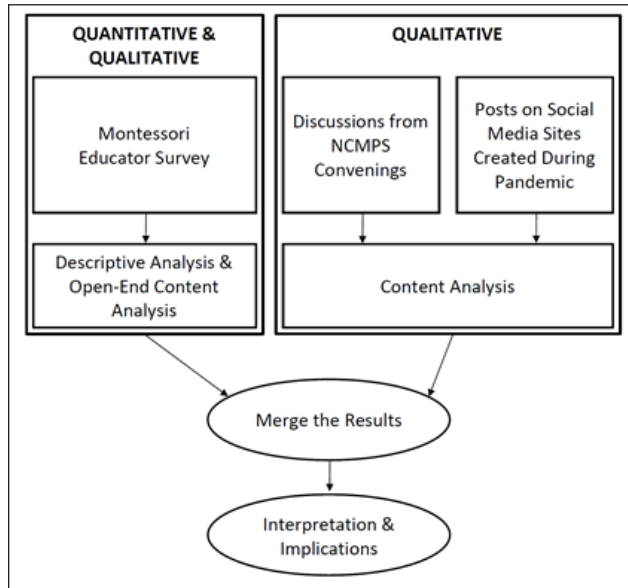 QUANTITATIVE &
QUALITATIVE
Montessori
Educator Survey
Descriptive Analysis &
Open-End Content
Analysis
QUALITATIVE
Discussions from
NCMPS
Convenings
Posts on Social
Media Sites
Created During
Pandemic
Content Analysis
Merge the Results
Interpretation &
Implications